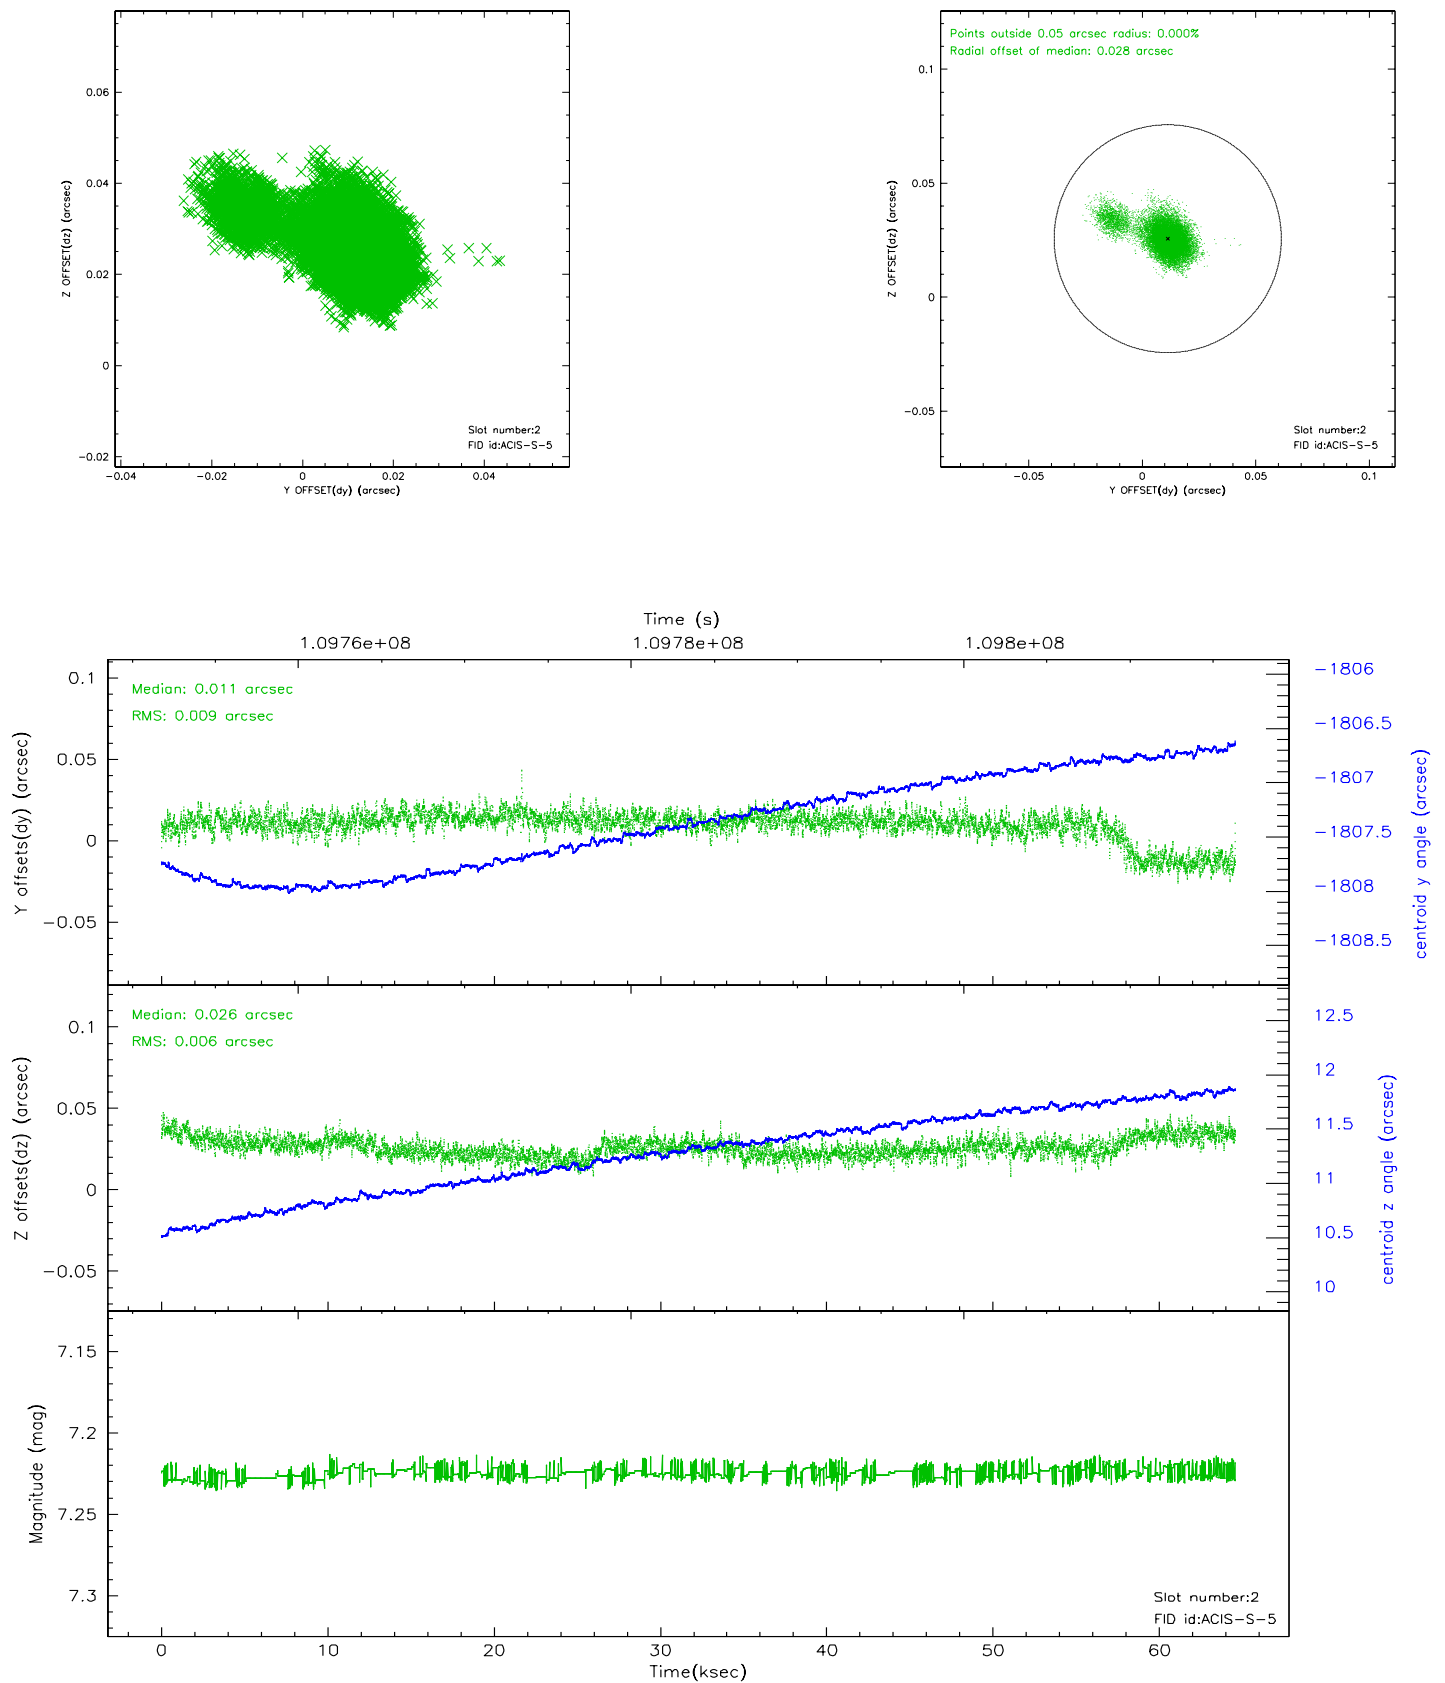 Points outside 0.05 arcsec radius: 0.000%
Radial offset of median: 0.028 arcsec
0.06
0.04
0.02
0
-0.02
Z OFFSET(dz) (arcsec)
-0.04 -0.02 0 0.02 0.04
Y OFFSET(dy) (arcsec)
Slot number:2
FID id:ACIS-S-5
0.1
0.05
0
-0.05
Z OFFSET(dz) (arcsec)
-0.05 0 0.05 0.1
Y OFFSET(dy) (arcsec)
Slot number:2
FID id:ACIS-S-5
Time (s)
1.0976e+08 1.0978e+08 1.098e+08
Median: 0.011 arcsec
RMS: 0.009 arcsec
0.1
0.05
0
-0.05
Y offsets(dy) (arcsec)
-1806
-1806.5
-1807
-1807.5
-1808
-1808.5
centroid y angle (arcsec)
Median: 0.026 arcsec
RMS: 0.006 arcsec
0.1
0.05
0
-0.05
Z offsets(dz) (arcsec)
12.5
12
11.5
11
10.5
10
centroid z angle (arcsec)
7.15
7.2
7.25
7.3
Magnitude (mag)
Slot number:2
FID id:ACIS-S-5
0 10 20 30 40 50 60
Time(ksec)